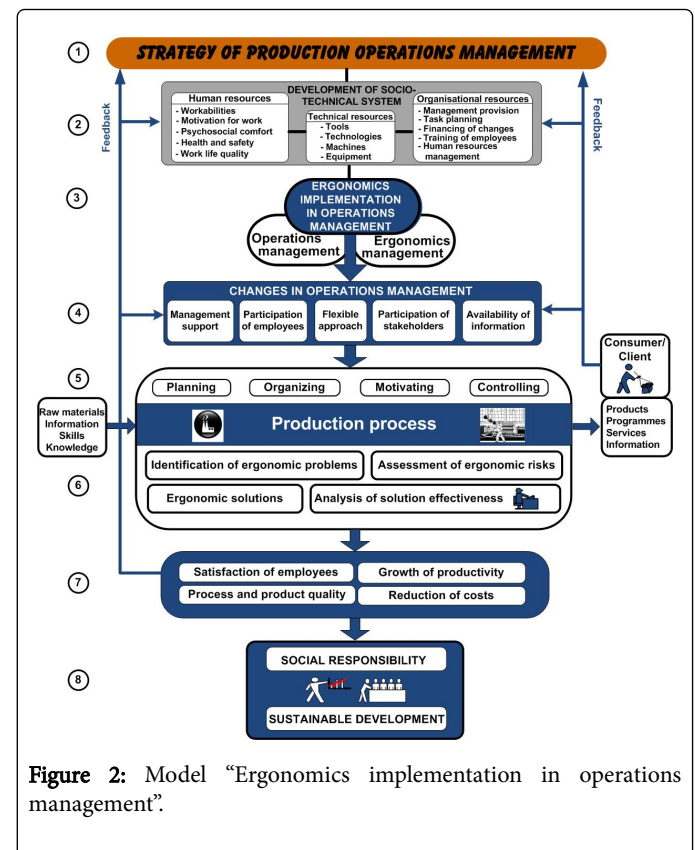 1
STRATEGY OF PRODUCTION OPERATIONS MANAGEMENT
Feedback
Feedback
2
DEVELOPMENT OF SOCIO-
TECHNICAL SYSTEM
Human resources
- Workabilities
- Motivation for work
- Psychosocial comfort
- Health and safety
- Work life quality
Technical resources
- Tools
- Technologies
- Machines
- Equipment
Organisational resources
- Management provision
- Task planning
- Financing of changes
- Training of employees
- Human resources
management
3
ERGONOMICS
IMPLEMENTATION
IN OPERATIONS
MANAGEMENT
Operations
management
Ergonomics
management
4
CHANGES IN OPERATIONS MANAGEMENT
Management
support
Participation
of employees
Flexible
approach
Participation of
stakeholders
Availability of
information
Consumer/
Client
5
Planning
Organizing
Motivating
Controlling
Raw materials
Information
Skills
Knowledge
Production process
Products
Programmes
Services
Information
6
Identification of ergonomic problems
Assessment of ergonomic risks
Ergonomic solutions
Analysis of solution effectiveness
7
Satisfaction of employees
Growth of productivity
Process and product quality
Reduction of costs
8
SOCIAL RESPONSIBILITY
SUSTAINABLE DEVELOPMENT
Figure 2: Model “Ergonomics implementation in operations
management”.